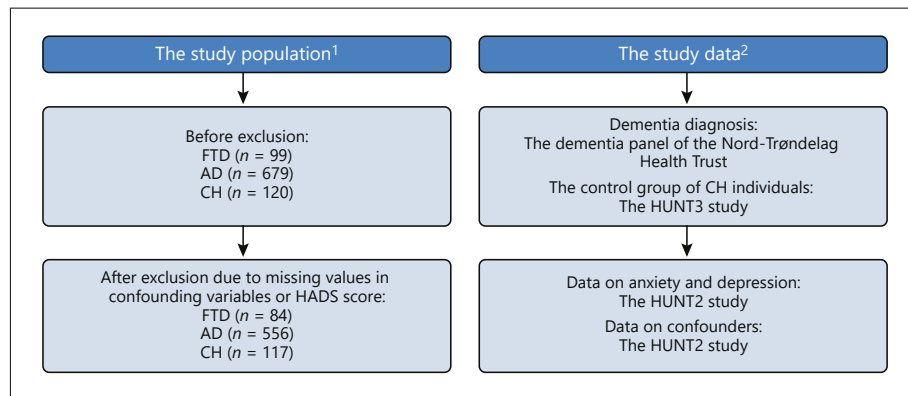 The study population¹
Before exclusion:
FTD (n = 99)
AD (n = 679)
CH (n = 120)
After exclusion due to missing values in
confounding variables or HADS score:
FTD (n = 84)
AD (n = 556)
CH (n = 117)
The study data²
Dementia diagnosis:
The dementia panel of the Nord-Trøndelag
Health Trust
The control group of CH individuals:
The HUNT3 study
Data on anxiety and depression:
The HUNT2 study
Data on confounders:
The HUNT2 study